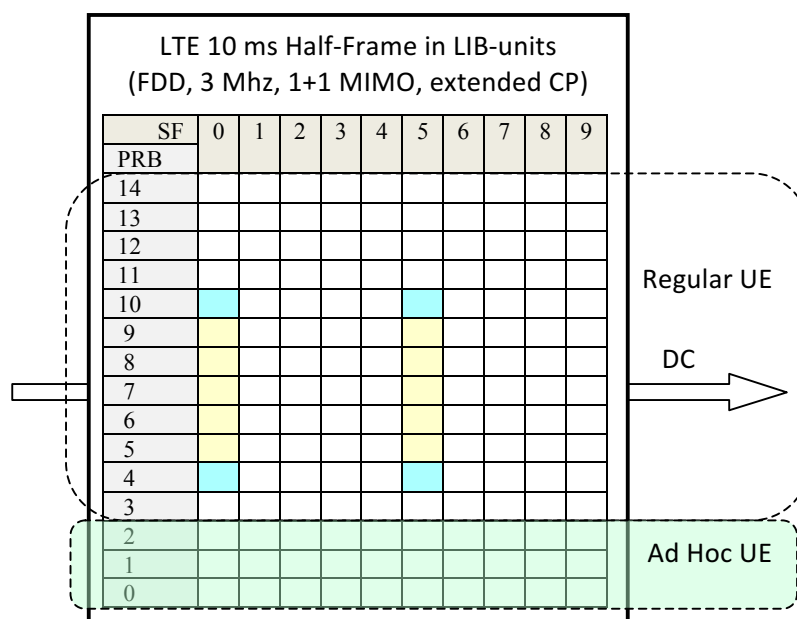 LTE 10 ms Half-Frame in LIB-units
(FDD, 3 Mhz, 1+1 MIMO, extended CP)
SF 0 1 2 3 4 5 6 7 8 9
PRB
14
13
12
11
10
9
8
7
6
5
4
3
2
1
0
Regular UE
DC
Ad Hoc UE